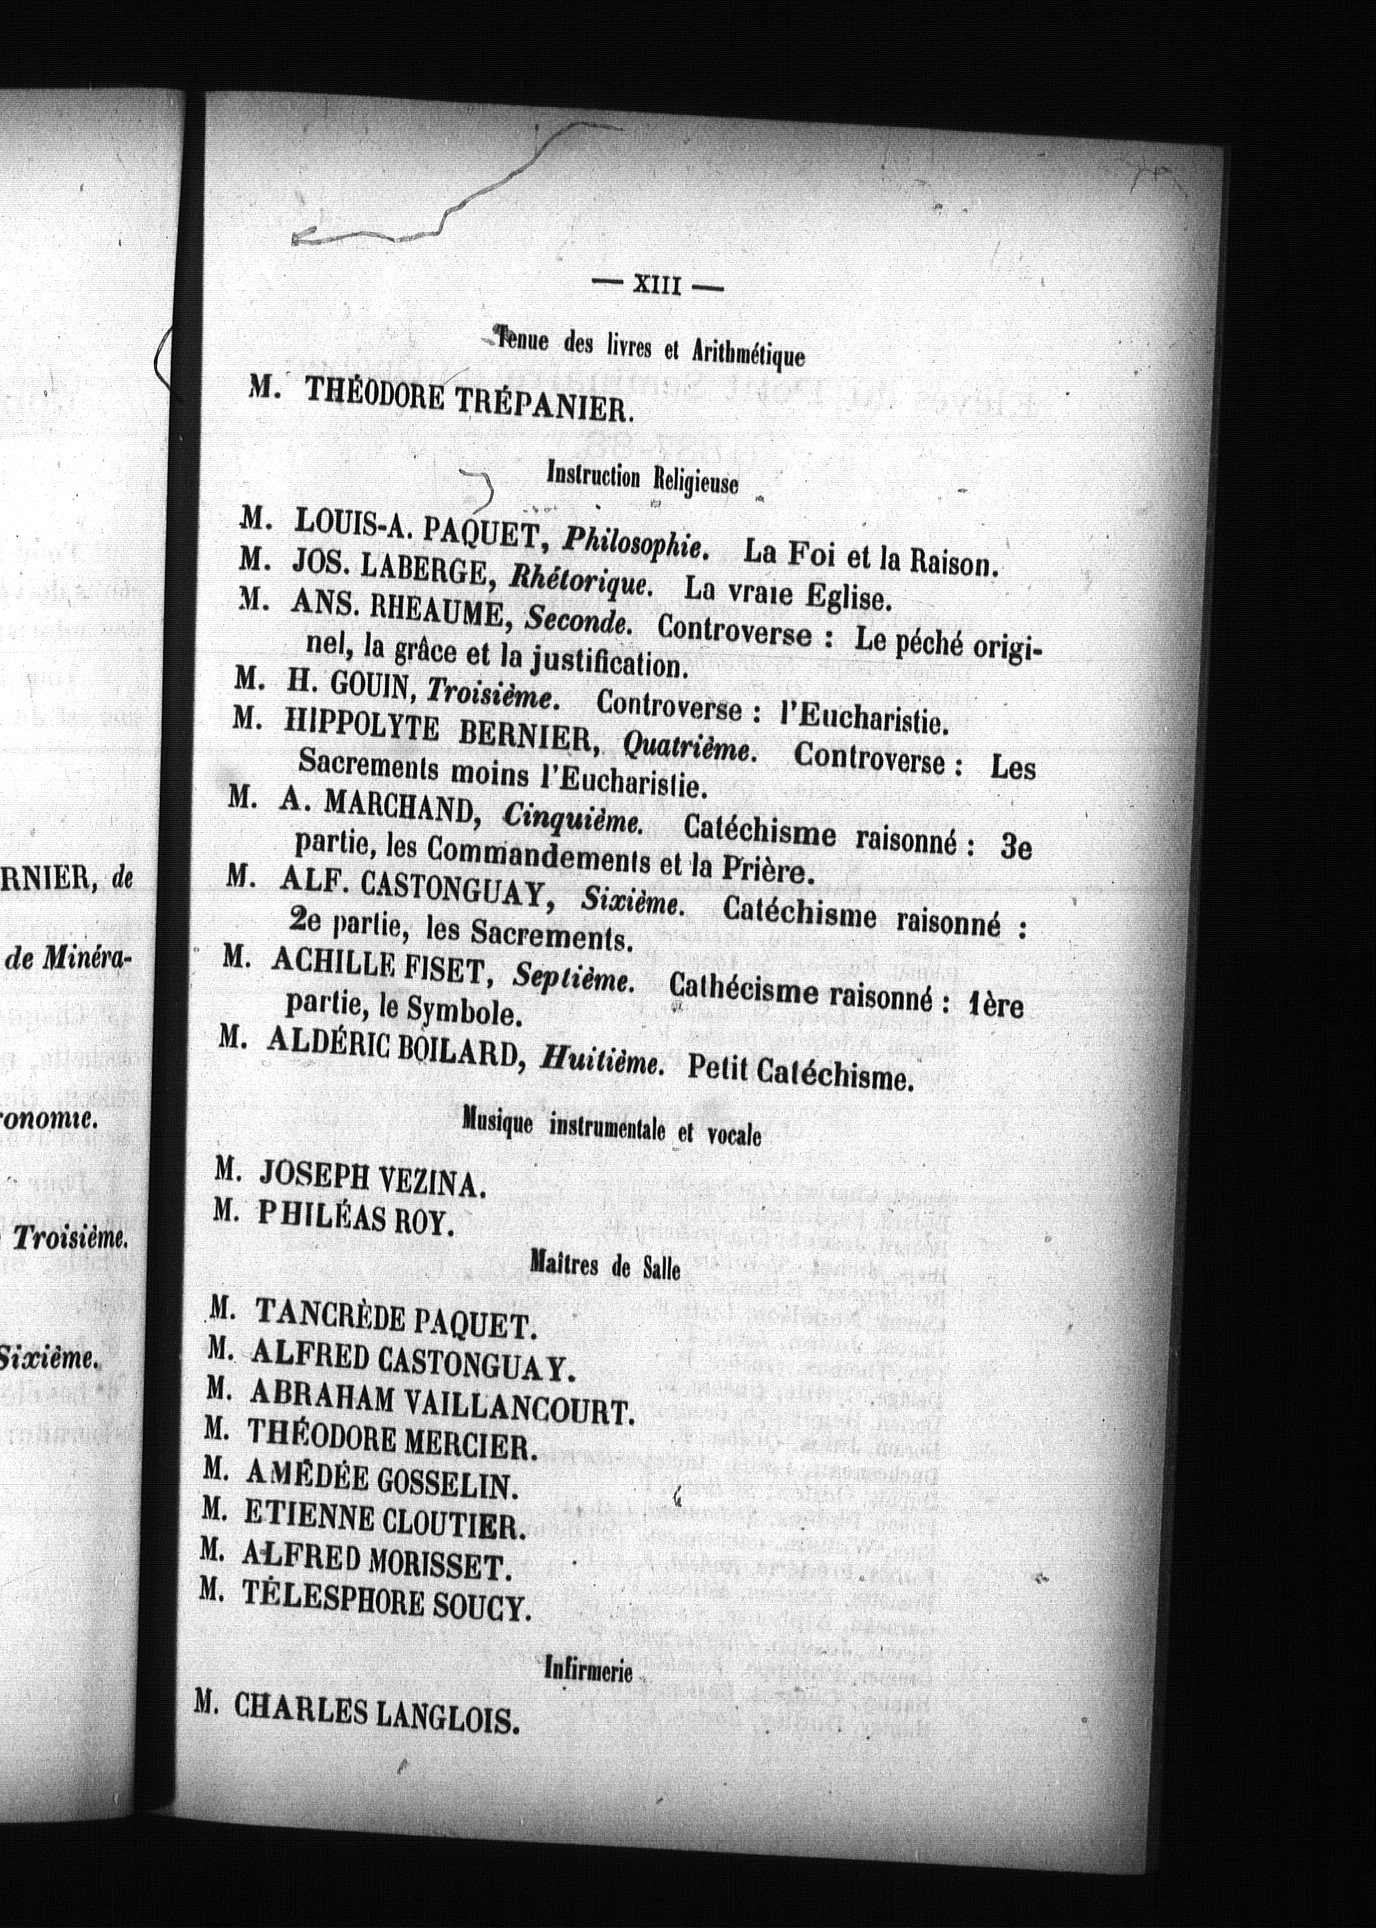 RNIER, de
de Minéra-
onomie.
Troisième.
Sixième.
— XIII —
Tenue des livres et Arithmétique
M. THÉODORE TRÉPANIER.
Instruction Religieuse
M. LOUIS-A. PAQUET, Philosophie. La Foi et la Raison.
M. JOS. LABERGE, Rhétorique. La vraie Eglise.
M. ANS. RHEAUME, Seconde. Controverse : Le péché origi-
nel, la grâce et la justification.
M. H. GOUIN, Troisième. Controverse : l'Eucharistie.
M. HIPPOLYTE BERNIER, Quatrième. Controverse : Les
Sacrements moins l'Eucharistie.
M. A. MARCHAND, Cinquième. Catéchisme raisonné : 3e
partie, les Commandements et la Prière.
M. ALF. CASTONGUAY, Sixième. Catéchisme raisonné :
2e partie, les Sacrements.
M. ACHILLE FISET, Septième. Cathécisme raisonné : 1ère
partie, le Symbole.
M. ALDÉRIC BOILARD, Huitième. Petit Catéchisme.
Musique instrumentale et vocale
M. JOSEPH VEZINA.
M. PHILÉAS ROY.
Maîtres de Salle
M. TANCRÈDE PAQUET.
M. ALFRED CASTONGUAY.
M. ABRAHAM VAILLANCOURT.
M. THÉODORE MERCIER.
M. AMÉDÉE GOSSELIN.
M. ETIENNE CLOUTIER.
M. ALFRED MORISSET.
M. TÉLESPHORE SOUCY.
Infirmerie
M. CHARLES LANGLOIS.